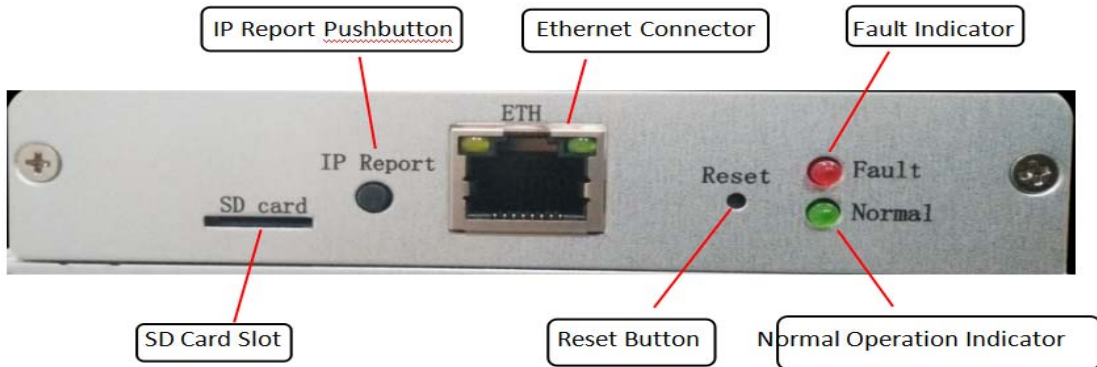 IP Report Pushbutton
Ethernet Connector
Fault Indicator
ETH
IP Report
SD card
Reset
Fault
Normal
SD Card Slot
Reset Button
Normal Operation Indicator